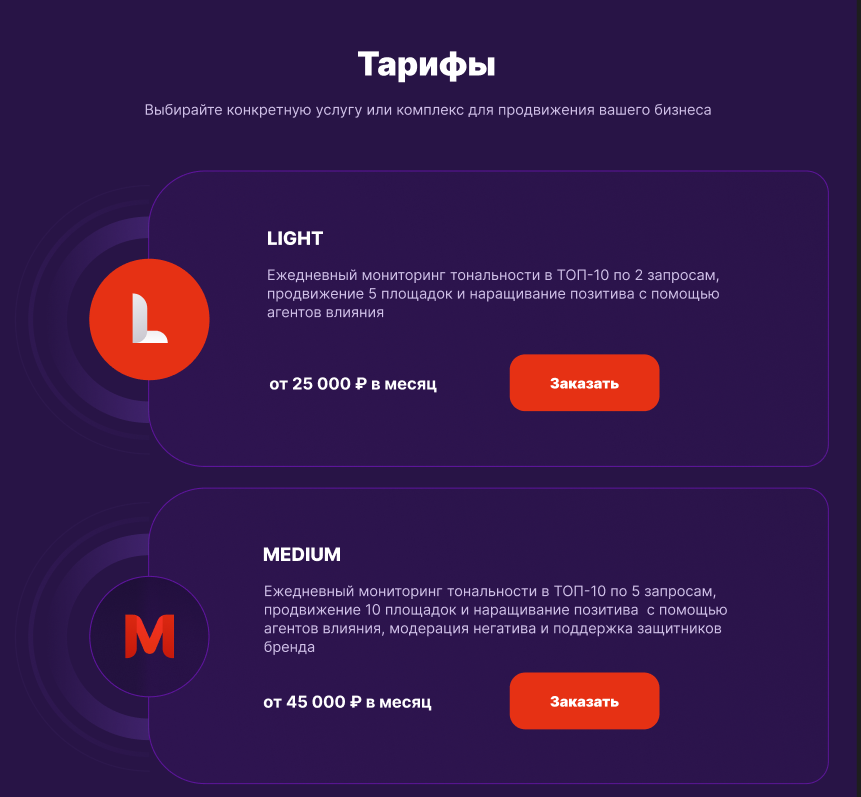 Тарифы
Выбирайте конкретную услугу или комплекс для продвижения вашего бизнеса
LIGHT
Ежедневный мониторинг тональности в ТОП-10 по 2 запросам,
продвижение 5 площадок и наращивание позитива с помощью
агентов влияния
L
от 25 000 ₽ в месяц
Заказать
MEDIUM
Ежедневный мониторинг тональности в ТОП-10 по 5 запросам,
продвижение 10 площадок и наращивание позитива  с помощью
агентов влияния, модерация негатива и поддержка защитников
бренда
M
от 45 000 ₽ в месяц
Заказать